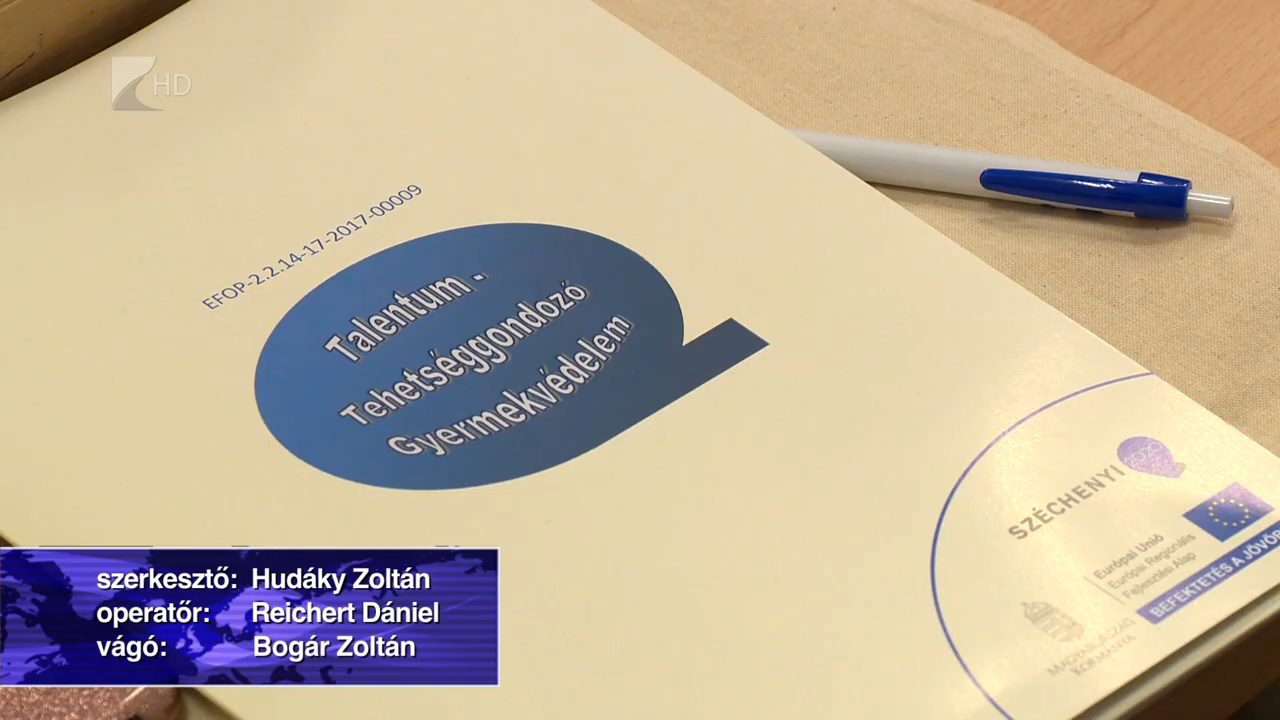 HD
EFOP-2.2.14-17-2017-00009
Talentum -
Tehetséggondozó
Gyermekvédelem
SZÉCHENYI 2020
Európai Unió
Európai Regionális
Fejlesztési Alap
MAGYARORSZÁG
KORMÁNYA
BEFEKTETÉS A JÖVŐB
szerkesztő: Hudáky Zoltán
operatőr: Reichert Dániel
vágó: Bogár Zoltán